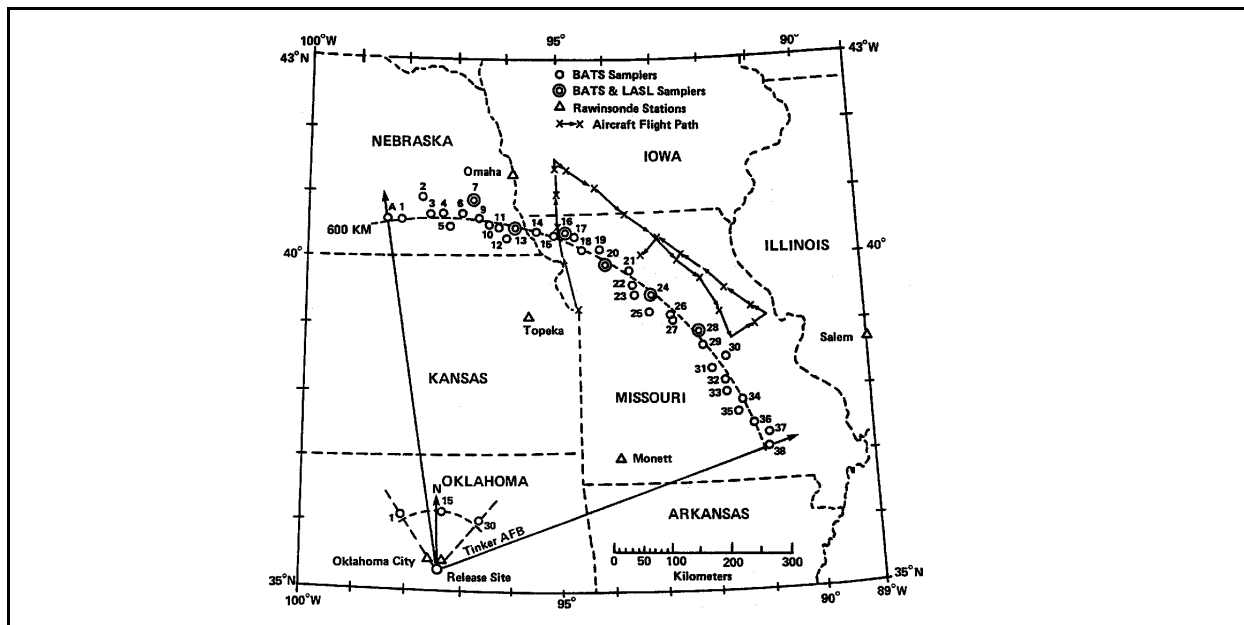 100°W
95°
90°
43°N
43°W
BATS Samplers
BATS & LASL Samplers
Rawinsonde Stations
Aircraft Flight Path
NEBRASKA
IOWA
Omaha
2
7
A 1
3 4
6
9
5
10
11
12
13
14
15
16
17
18
19
20
600 KM
ILLINOIS
40°
40°
21
22
23
24
25
26
27
28
29
30
Topeka
Salem
KANSAS
MISSOURI
31
32
33
34
35
36
37
38
Monett
OKLAHOMA
N
1
15
30
Tinker AFB
ARKANSAS
Oklahoma City
Release Site
0
100
200
300
Kilometers
35°N
35°N
100°W
95°
89°W